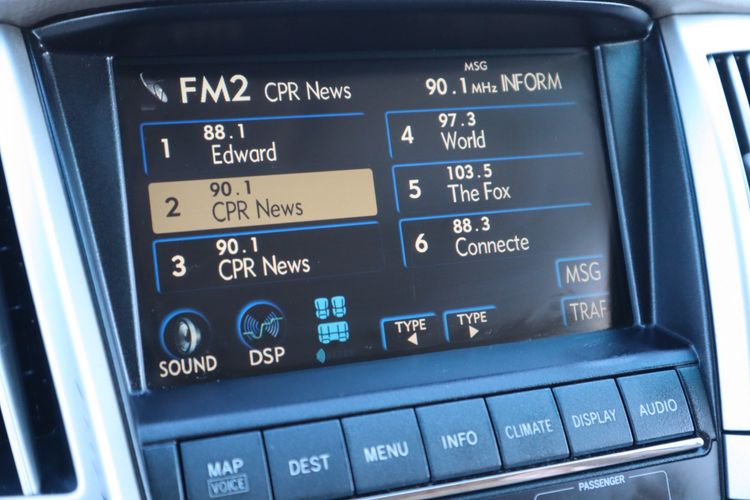 FM2 CPR News
MSG
90.1 MHz INFORM
1 88.1
Edward
2 90.1
CPR News
3 90.1
CPR News
4 97.3
World
5 103.5
The Fox
6 88.3
Connecte
MSG
TRAF
SOUND
DSP
TYPE
TYPE
MAP
VOICE
DEST
MENU
INFO
CLIMATE
DISPLAY
AUDIO
PASSENGER